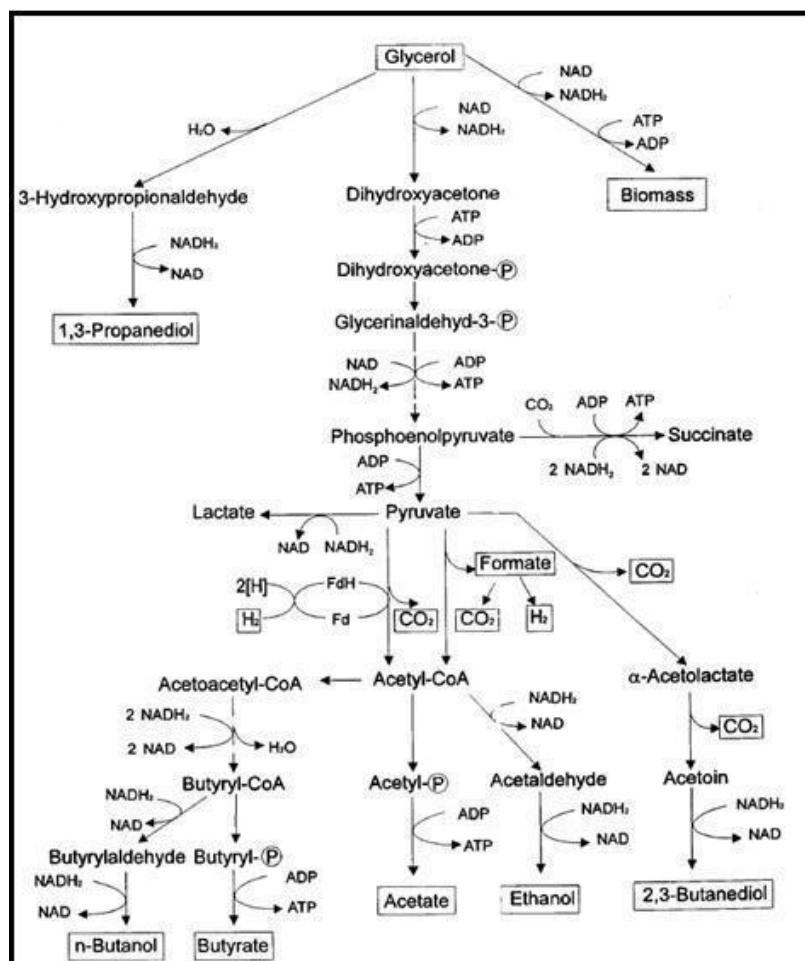 Glycerol
NAD
NADH₂
H₂O
NAD
NADH₂
ATP
ADP
3-Hydroxypropionaldehyde
Dihydroxyacetone
Biomass
ATP
ADP
NADH₂
NAD
Dihydroxyacetone-Ⓟ
1,3-Propanediol
Glycerinaldehyd-3-Ⓟ
NAD
ADP
NADH₂
ATP
CO₂
ADP
ATP
Phosphoenolpyruvate
Succinate
ADP
2 NADH₂
2 NAD
ATP
Lactate
Pyruvate
NAD
NADH₂
Formate
CO₂
2[H]
FdH
H₂
Fd
CO₂
CO₂
H₂
Acetoacetyl-CoA
Acetyl-CoA
α-Acetolactate
2 NADH₂
NADH₂
NAD
2 NAD
H₂O
CO₂
Butyryl-CoA
Acetyl-Ⓟ
Acetaldehyde
Acetoin
NADH₂
NAD
ADP
NADH₂
NADH₂
ATP
NAD
NAD
Butyrylaldehyde
Butyryl-Ⓟ
NADH₂
ADP
NAD
ATP
Acetate
Ethanol
2,3-Butanediol
n-Butanol
Butyrate